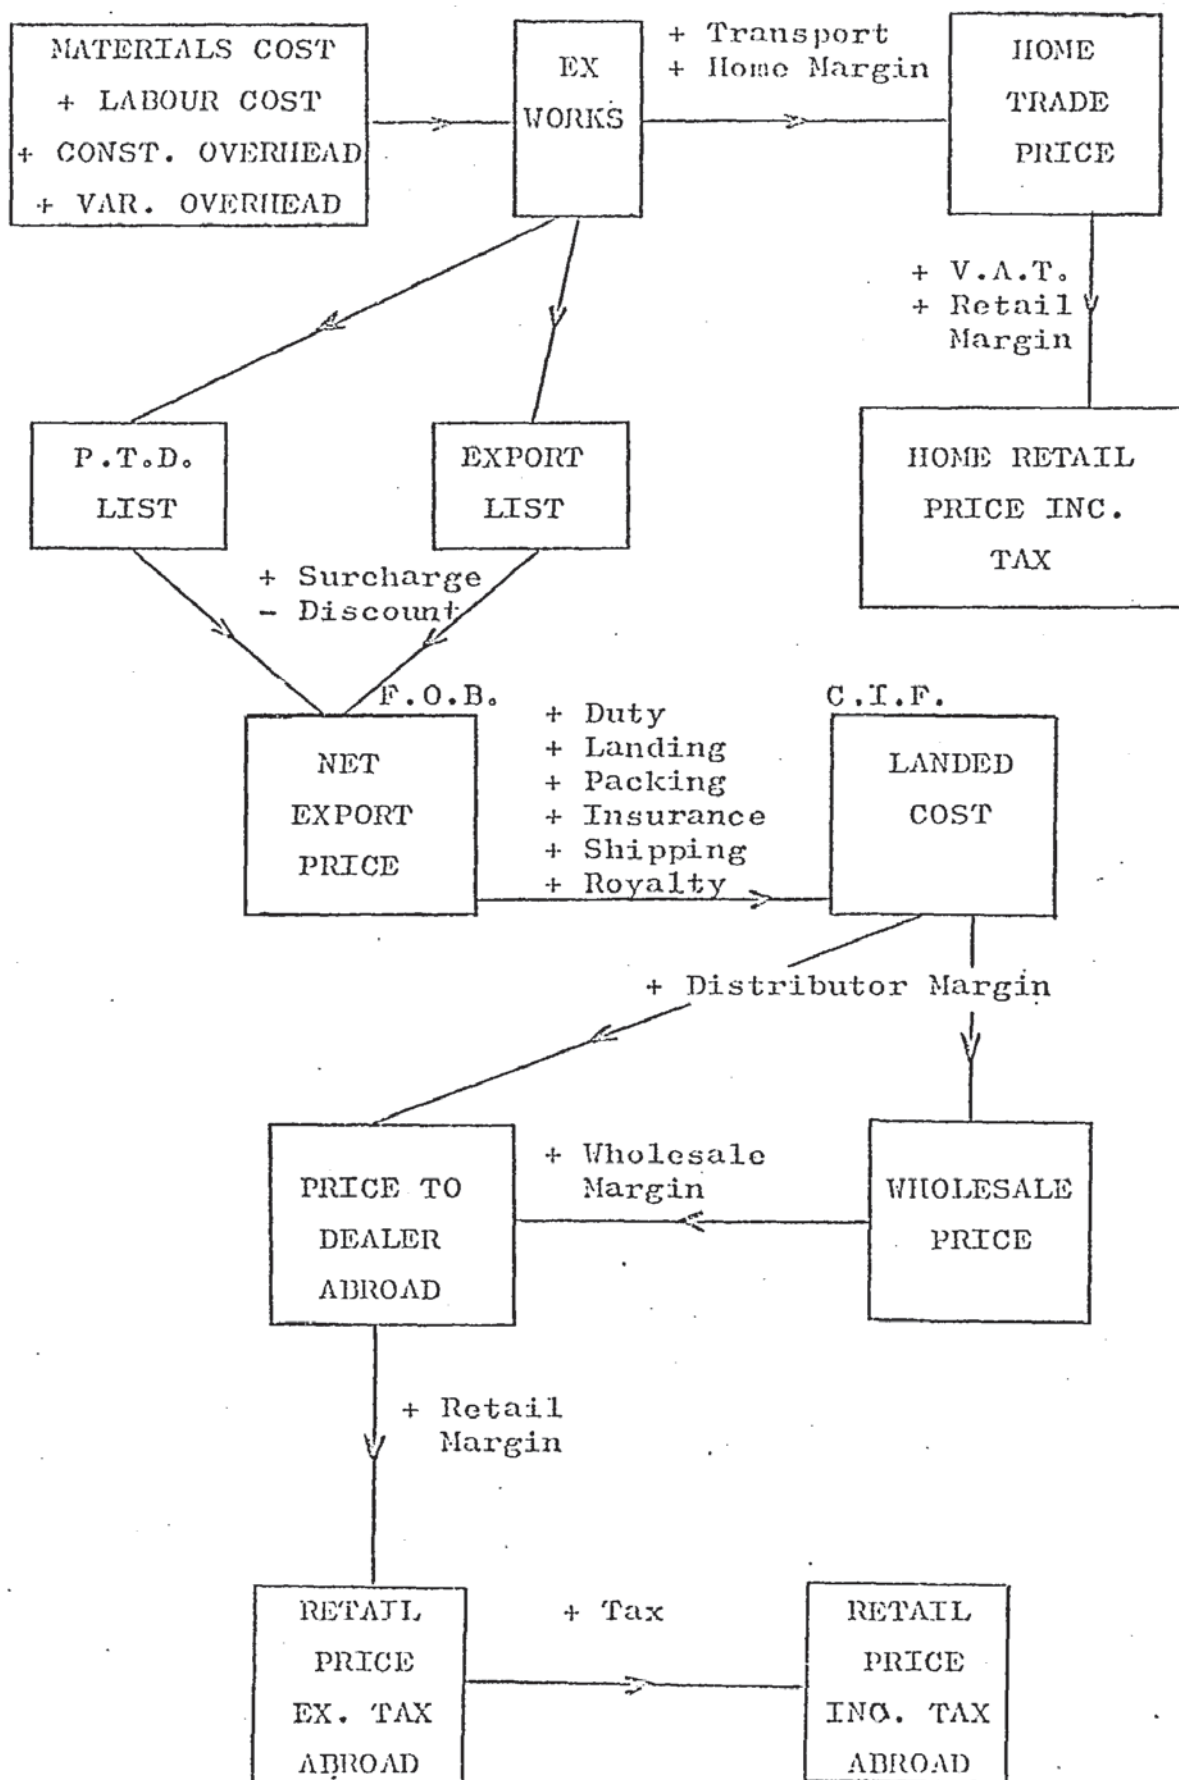 MATERIALS COST
+ LABOUR COST
+ CONST. OVERHEAD
+ VAR. OVERHEAD
EX
WORKS
+ Transport
+ Home Margin
HOME
TRADE
PRICE
+ V.A.T.
+ Retail
Margin
P.T.D.
LIST
EXPORT
LIST
HOME RETAIL
PRICE INC.
TAX
+ Surcharge
- Discount
F.O.B.
NET
EXPORT
PRICE
+ Duty
+ Landing
+ Packing
+ Insurance
+ Shipping
+ Royalty
C.I.F.
LANDED
COST
+ Distributor Margin
PRICE TO
DEALER
ABROAD
+ Wholesale
Margin
WHOLESALE
PRICE
+ Retail
Margin
RETAIL
PRICE
EX. TAX
ABROAD
+ Tax
RETAIL
PRICE
INC. TAX
ABROAD